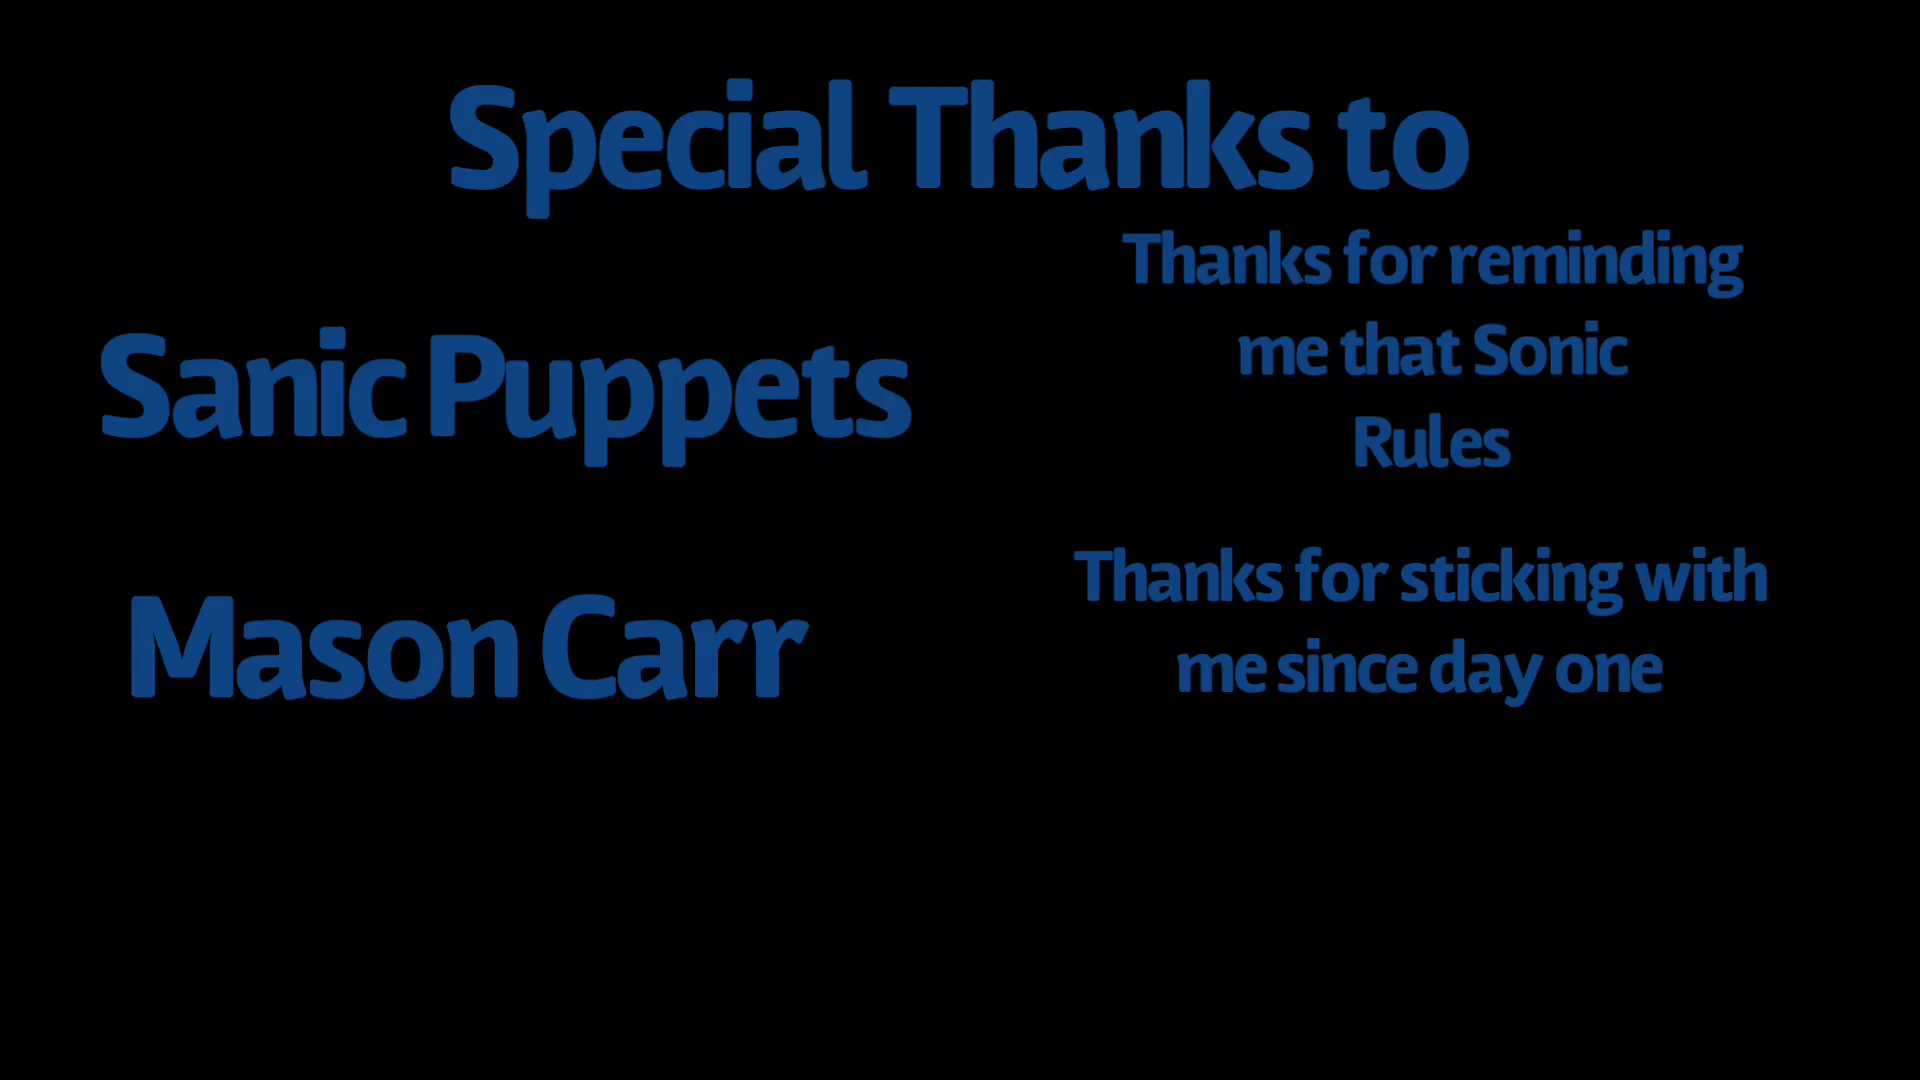 Special Thanks to
Sanic Puppets
Thanks for reminding
me that Sonic
Rules
Mason Carr
Thanks for sticking with
me since day one